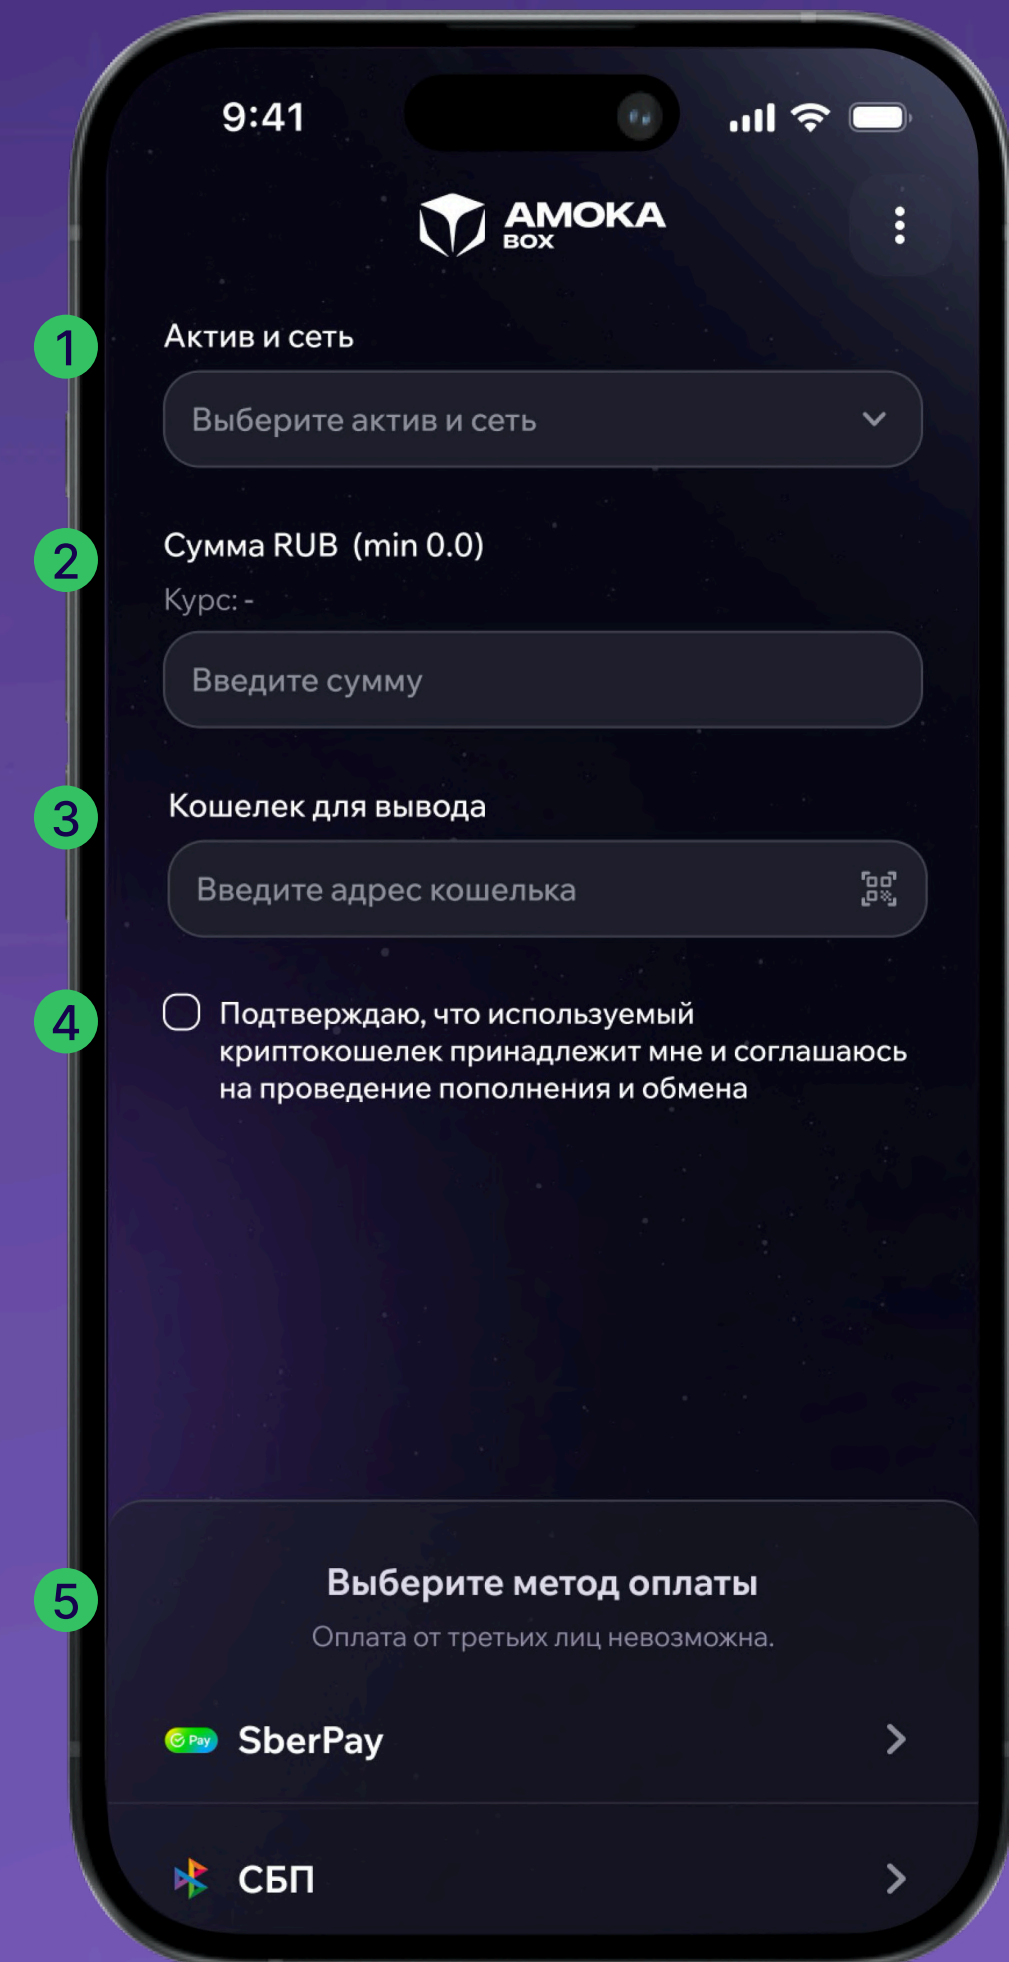 9:41
AMOKA
BOX
1
Актив и сеть
Выберите актив и сеть
2
Сумма RUB (min 0.0)
Курс: -
Введите сумму
3
Кошелек для вывода
Введите адрес кошелька
4
Подтверждаю, что используемый
криптокошелек принадлежит мне и соглашаюсь
на проведение пополнения и обмена
5
Выберите метод оплаты
Оплата от третьих лиц невозможна.
Pay SberPay
СБП